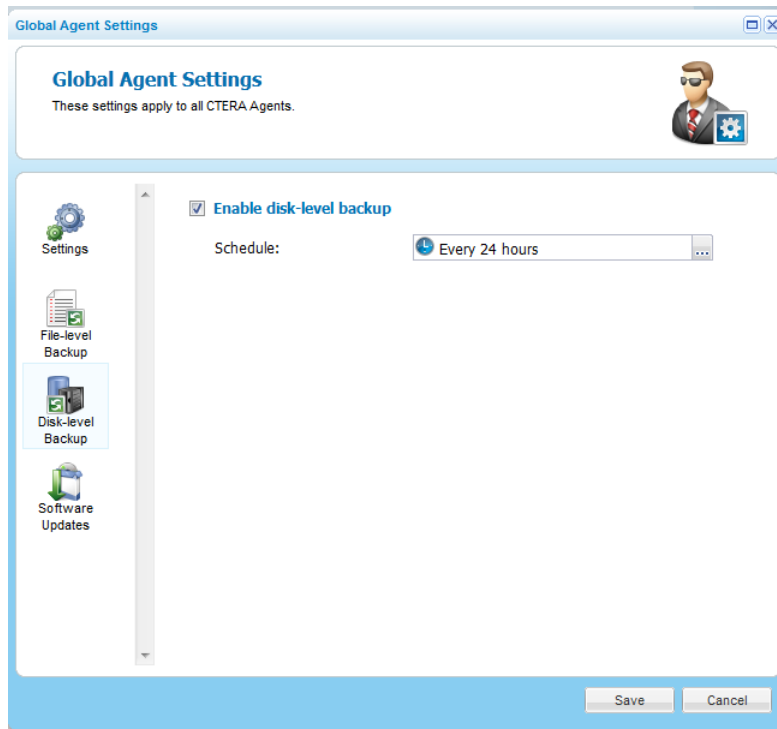 Global Agent Settings
Global Agent Settings
These settings apply to all CTERA Agents.
Settings
File-level
Backup
Disk-level
Backup
Software
Updates
Enable disk-level backup
Schedule:
Every 24 hours
...
Save
Cancel